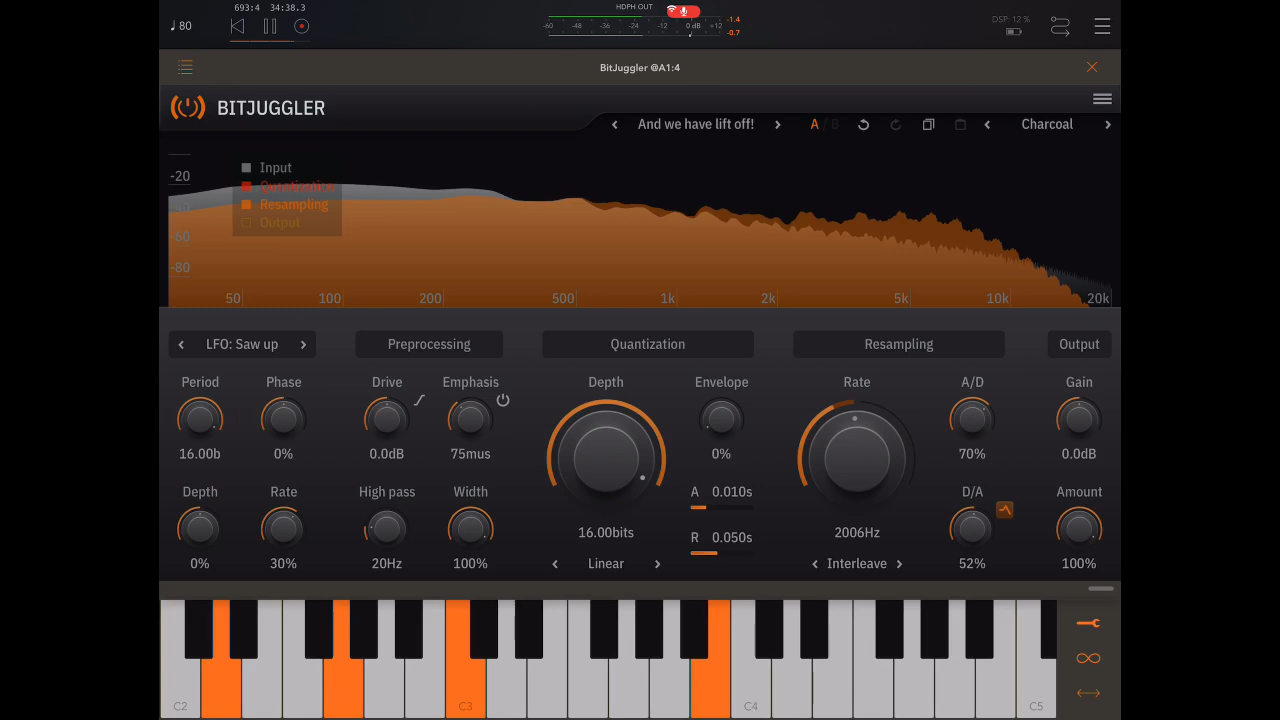 693:4 34:38.3
♩ 80
HDPH OUT
-60 -48 -36 -24 -12 0 dB +12
-1.4
-0.7
DSP: 12 %
BitJuggler @A1:4
BITJUGGLER
And we have lift off!
A / B
Charcoal
-20
-40
-60
-80
Input
Quantization
Resampling
Output
50 100 200 500 1k 2k 5k 10k 20k
LFO: Saw up Preprocessing Quantization Resampling Output
Period Phase Drive Emphasis Depth Envelope Rate A/D Gain
16.00b 0% 0.0dB 75mus 0% 70% 0.0dB
Depth Rate High pass Width A 0.010s D/A Amount
16.00bits 2006Hz
R 0.050s
0% 30% 20Hz 100% Linear Interleave 52% 100%
C2 C3 C4 C5